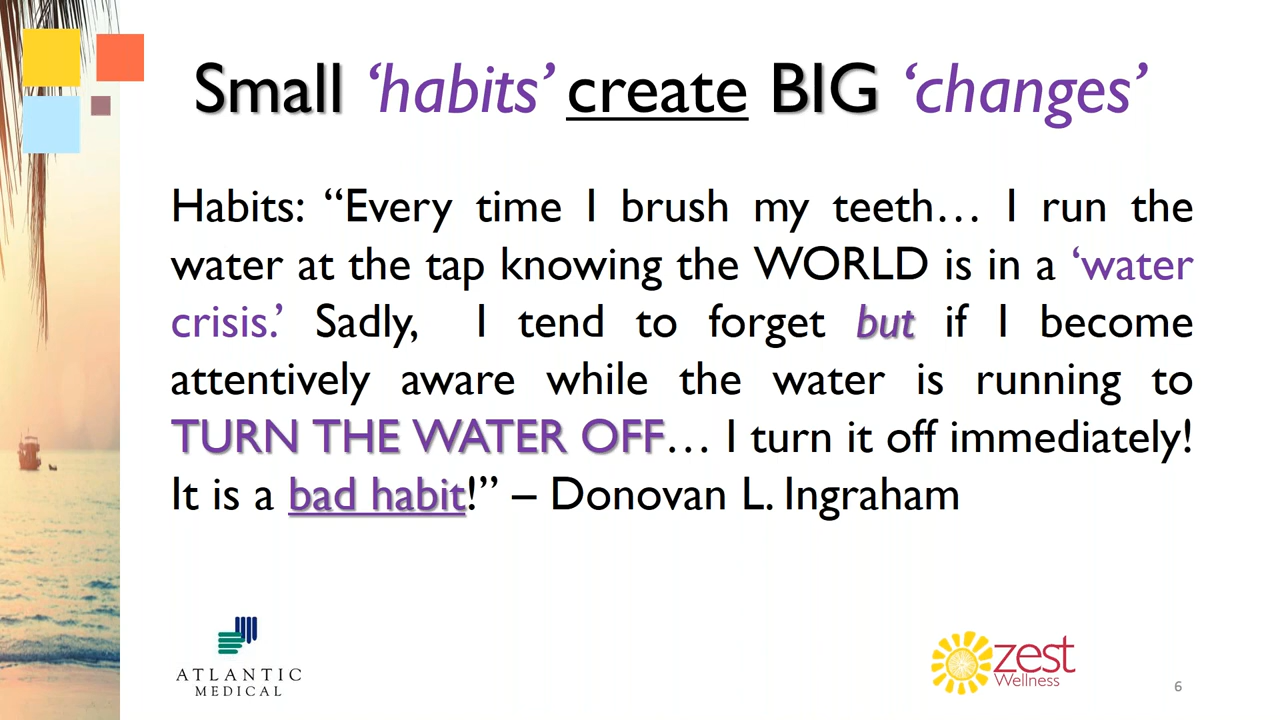 Small ‘habits’ create BIG ‘changes’
Habits: “Every time I brush my teeth… I run the
water at the tap knowing the WORLD is in a ‘water
crisis.’ Sadly, I tend to forget but if I become
attentively aware while the water is running to
TURN THE WATER OFF… I turn it off immediately!
It is a bad habit!” – Donovan L. Ingraham
ATLANTIC
MEDICAL
zest
Wellness
6